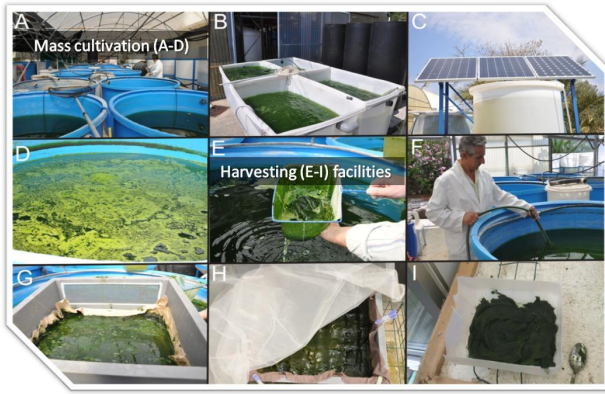 A
Mass cultivation (A-D)
B
C
D
E
Harvesting (E-I) facilities
F
G
H
I